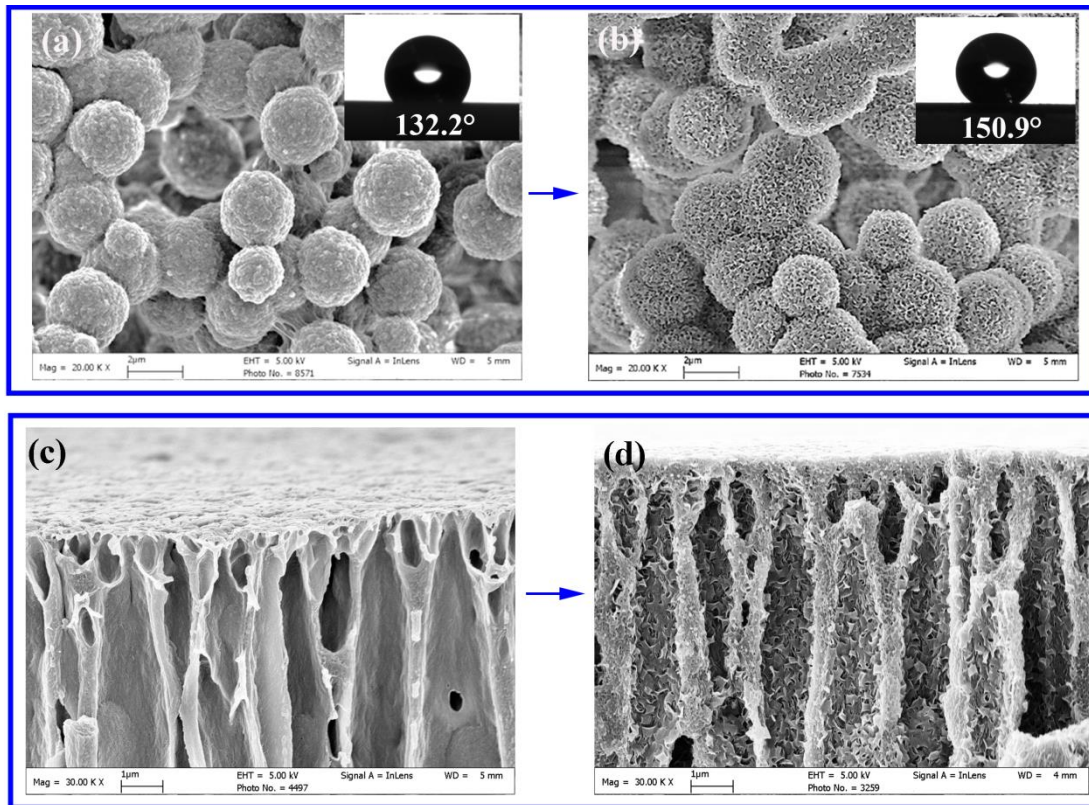 (a)
132.2°
Mag = 20.00 K X
2µm
EHT = 5.00 kV
Signal A = InLens
WD = 5 mm
Photo No. = 8571
(b)
150.9°
Mag = 20.00 K X
2µm
EHT = 5.00 kV
Signal A = InLens
WD = 5 mm
Photo No. = 7534
(c)
Mag = 30.00 K X
1µm
EHT = 5.00 kV
Signal A = InLens
WD = 5 mm
Photo No. = 4497
(d)
Mag = 30.00 K X
1µm
EHT = 5.00 kV
Signal A = InLens
WD = 4 mm
Photo No. = 3259